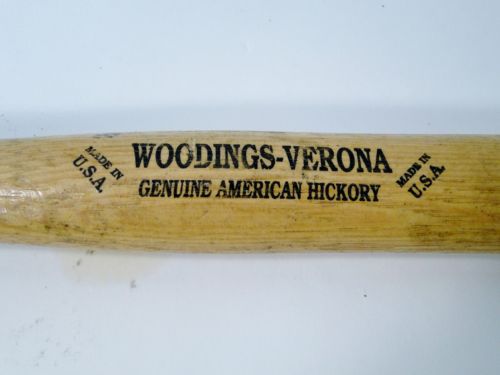 MADE IN
U.S.A.
WOODINGS-VERONA
GENUINE AMERICAN HICKORY
MADE IN
U.S.A.